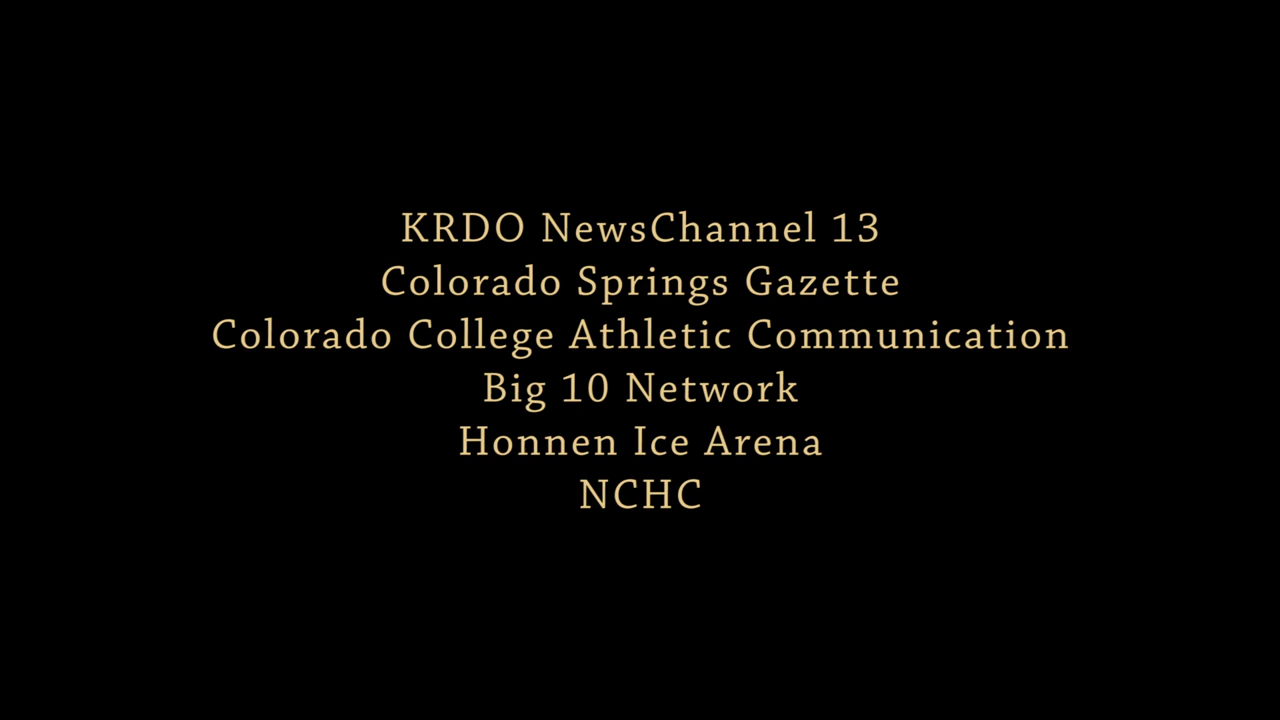 KRDO NewsChannel 13
Colorado Springs Gazette
Colorado College Athletic Communication
Big 10 Network
Honnen Ice Arena
NCHC